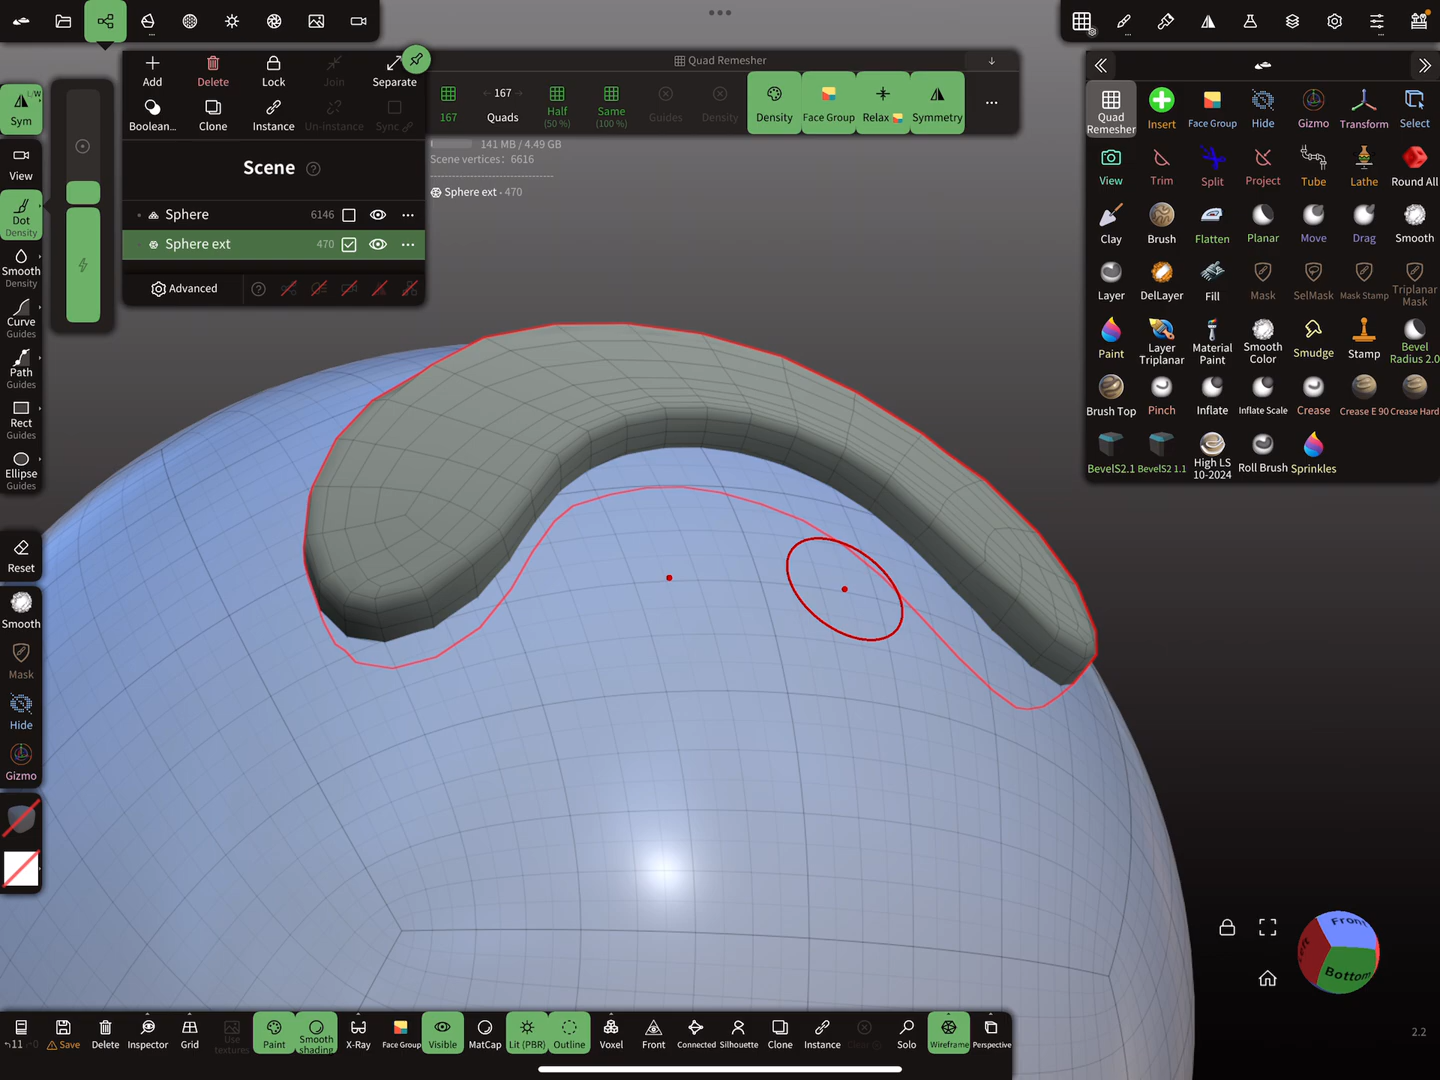 Add
Delete
Lock
Join
Separate
Boolean...
Clone
Instance
Un-instance
Sync
Scene
Sphere 6146
Sphere ext 470
Advanced
Quad Remesher
167
167
Quads
Half
(50 %)
Same
(100 %)
Guides
Density
Density
Face Group
Relax
Symmetry
141 MB / 4.49 GB
Scene vertices: 6616
Sphere ext · 470
L/W
Sym
View
Dot
Density
Smooth
Density
Curve
Guides
Path
Guides
Rect
Guides
Ellipse
Guides
Reset
Smooth
Mask
Hide
Gizmo
Quad
Remesher
Insert
Face Group
Hide
Gizmo
Transform
Select
View
Trim
Split
Project
Tube
Lathe
Round All
Clay
Brush
Flatten
Planar
Move
Drag
Smooth
Layer
DelLayer
Fill
Mask
SelMask
Mask Stamp
Triplanar
Mask
Paint
Layer
Triplanar
Material
Paint
Smooth
Color
Smudge
Stamp
Bevel
Radius 2.0
Brush Top
Pinch
Inflate
Inflate Scale
Crease
Crease E 90
Crease Hard
BevelS2.1
BevelS2 1.1
High LS
10-2024
Roll Brush
Sprinkles
Front
Left
Bottom
2.2
11
0
Save
Delete
Inspector
Grid
Use
textures
Paint
Smooth
shading
X-Ray
Face Group
Visible
MatCap
Lit (PBR)
Outline
Voxel
Front
Connected
Silhouette
Clone
Instance
Solo
Wireframe
Perspective